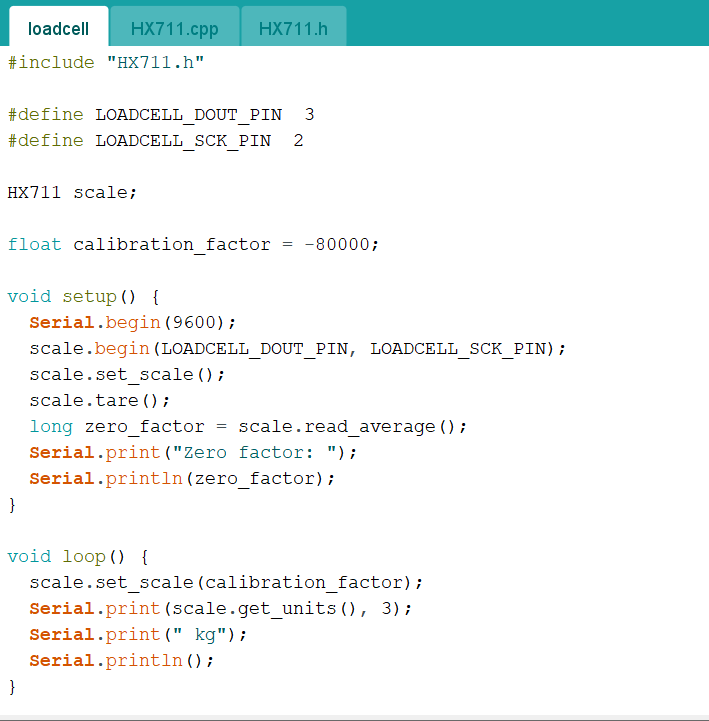 loadcell HX711.cpp HX711.h
#include "HX711.h"
#define LOADCELL_DOUT_PIN  3
#define LOADCELL_SCK_PIN  2
HX711 scale;
float calibration_factor = -80000;
void setup() {
  Serial.begin(9600);
  scale.begin(LOADCELL_DOUT_PIN, LOADCELL_SCK_PIN);
  scale.set_scale();
  scale.tare();
  long zero_factor = scale.read_average();
  Serial.print("Zero factor: ");
  Serial.println(zero_factor);
}
void loop() {
  scale.set_scale(calibration_factor);
  Serial.print(scale.get_units(), 3);
  Serial.print(" kg");
  Serial.println();
}